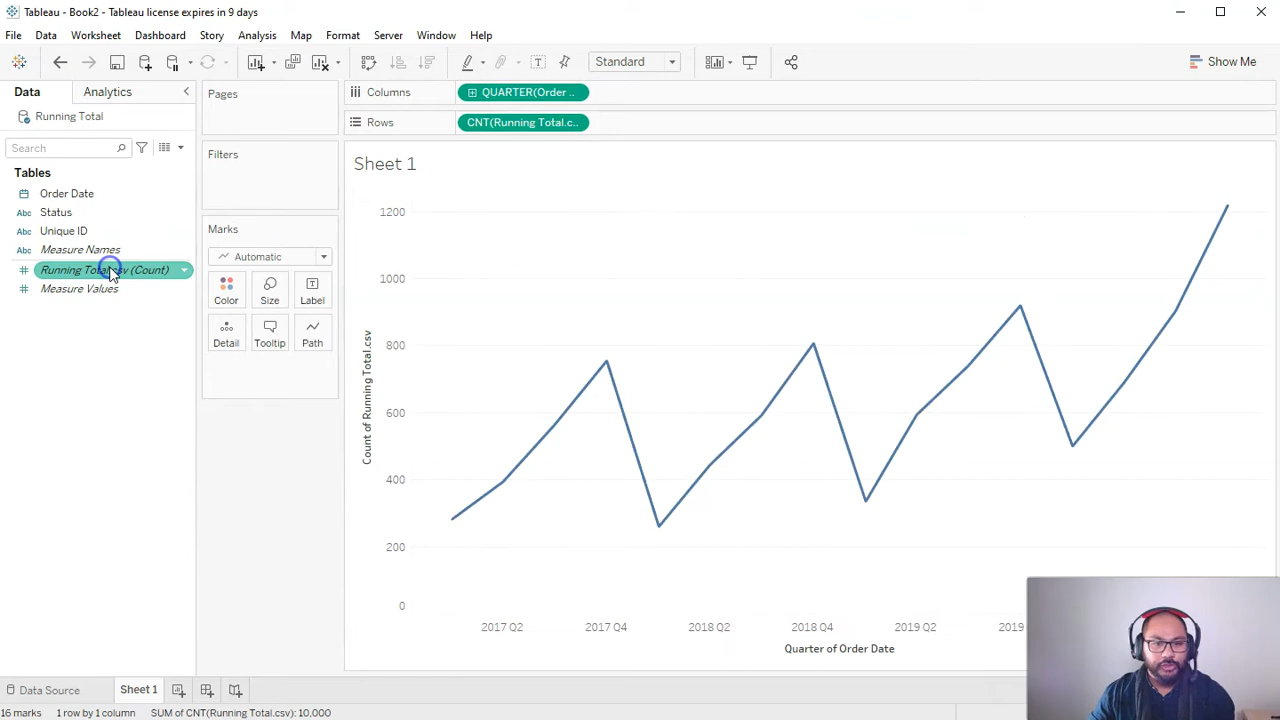 Tableau - Book2 - Tableau license expires in 9 days
File Data Worksheet Dashboard Story Analysis Map Format Server Window Help
Standard
Show Me
Data Analytics
Running Total
Search
Tables
Order Date
Abc Status
Abc Unique ID
Abc Measure Names
Running Total.csv (Count)
Measure Values
Pages
Filters
Marks
Automatic
Color Size Label
Detail Tooltip Path
Columns QUARTER(Order ..
Rows CNT(Running Total.c..
Sheet 1
Count of Running Total.csv
1200
1000
800
600
400
200
0
2017 Q2 2017 Q4 2018 Q2 2018 Q4 2019 Q2 2019
Quarter of Order Date
Data Source Sheet 1
16 marks 1 row by 1 column SUM of CNT(Running Total.csv): 10,000